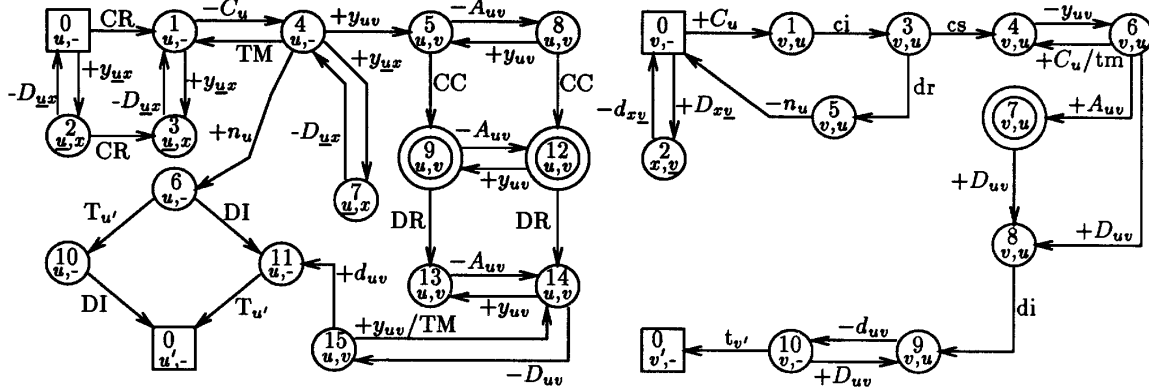 0 u,-
CR
1 u,-
-C_u
TM
4 u,-
+y_uv
5 u,v
-A_uv
+y_uv
8 u,v
-D_ux
+y_ux
-D_ux
+y_ux
+y_ux
-D_ux
CC
CC
2 u,x
CR
3 u,x
+n_u
9 u,v
-A_uv
+y_uv
12 u,v
6 u,-
7 u,x
T_u'
DI
DR
DR
10 u,-
11 u,-
+d_uv
13 u,v
-A_uv
+y_uv
14 u,v
DI
T_u'
0 u',-
15 u,v
+y_uv/TM
-D_uv
0 v,-
+C_u
1 v,u
ci
3 v,u
cs
4 v,u
-y_uv
+C_u/tm
6 v,u
-d_xv
+D_xv
-n_u
5 v,u
dr
7 v,u
+A_uv
2 x,v
+D_uv
8 v,u
+D_uv
di
0 v',-
t_v'
10 v,-
-d_uv
+D_uv
9 v,u